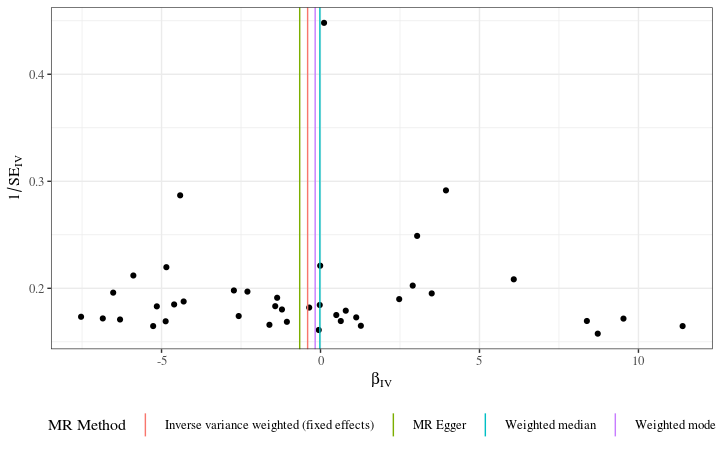 0.4
0.3
0.2
1/SE_IV
-5
0
5
10
β_IV
MR Method Inverse variance weighted (fixed effects) MR Egger Weighted median Weighted mode